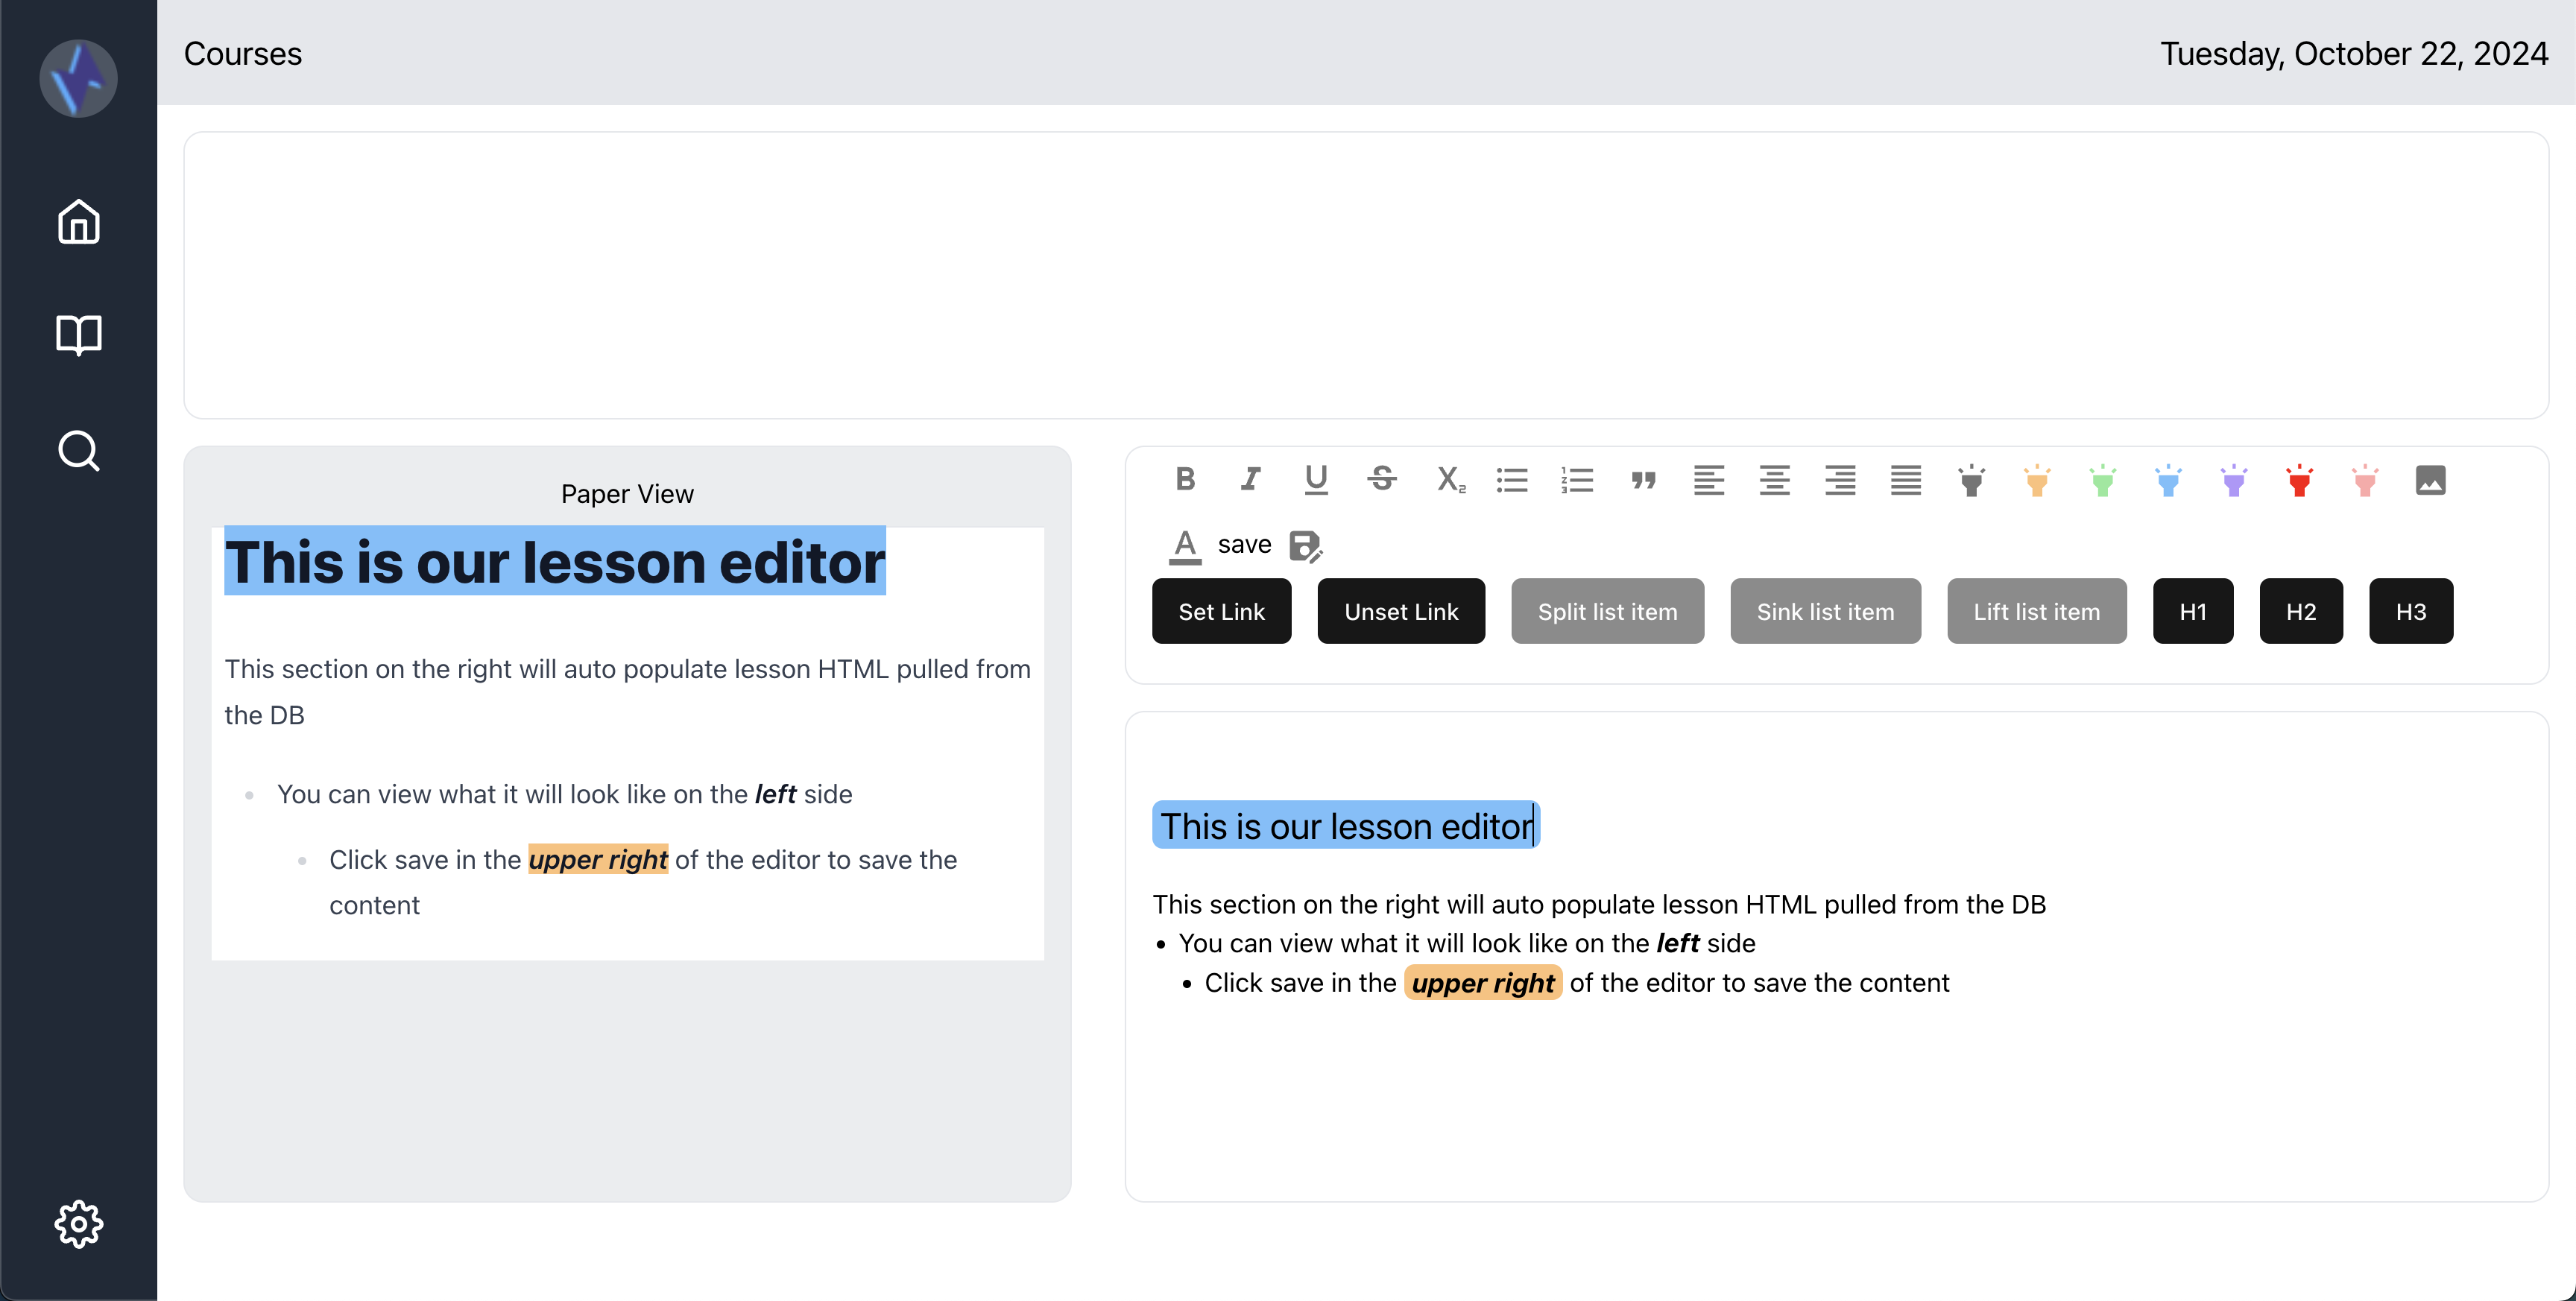 Courses
Tuesday, October 22, 2024
Paper View
This is our lesson editor
This section on the right will auto populate lesson HTML pulled from
the DB
You can view what it will look like on the left side
Click save in the upper right of the editor to save the
content
save
Set Link
Unset Link
Split list item
Sink list item
Lift list item
H1
H2
H3
This is our lesson editor
This section on the right will auto populate lesson HTML pulled from the DB
You can view what it will look like on the left side
Click save in the upper right of the editor to save the content